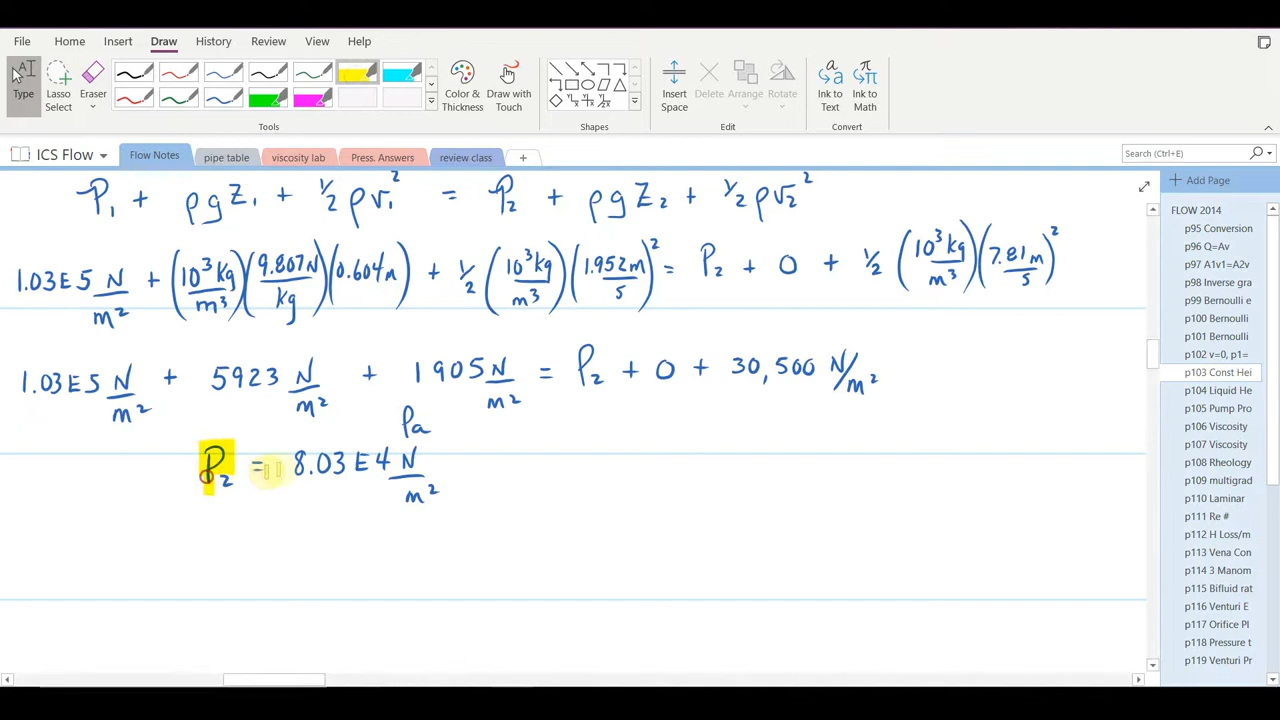 File Home Insert Draw History Review View Help
Type Lasso Select Eraser Color & Thickness Draw with Touch Insert Space Delete Arrange Rotate Ink to Text Ink to Math
Tools Shapes Edit Convert
ICS Flow Flow Notes pipe table viscosity lab Press. Answers review class + Search (Ctrl+E)
P₁ + ρgZ₁ + ½ρv₁² = P₂ + ρgZ₂ + ½ρv₂²
1.03E5 N/m² + (10³kg/m³)(9.807N/kg)(0.604m) + ½(10³kg/m³)(1.952m/s)² = P₂ + 0 + ½(10³kg/m³)(7.81m/s)²
1.03E5 N/m² + 5923 N/m² + 1905 N/m² = P₂ + 0 + 30,500 N/m²
Pa
P₂ = 8.03E4 N/m²
+ Add Page
FLOW 2014
p95 Conversion
p96 Q=Av
p97 A1v1=A2v
p98 Inverse gra
p99 Bernoulli e
p100 Bernoulli
p101 Bernoulli
p102 v=0, p1=
p103 Const Hei
p104 Liquid He
p105 Pump Pro
p106 Viscosity
p107 Viscosity
p108 Rheology
p109 multigrad
p110 Laminar
p111 Re #
p112 H Loss/m
p113 Vena Con
p114 3 Manom
p115 Bifluid rat
p116 Venturi E
p117 Orifice Pl
p118 Pressure t
p119 Venturi Pr